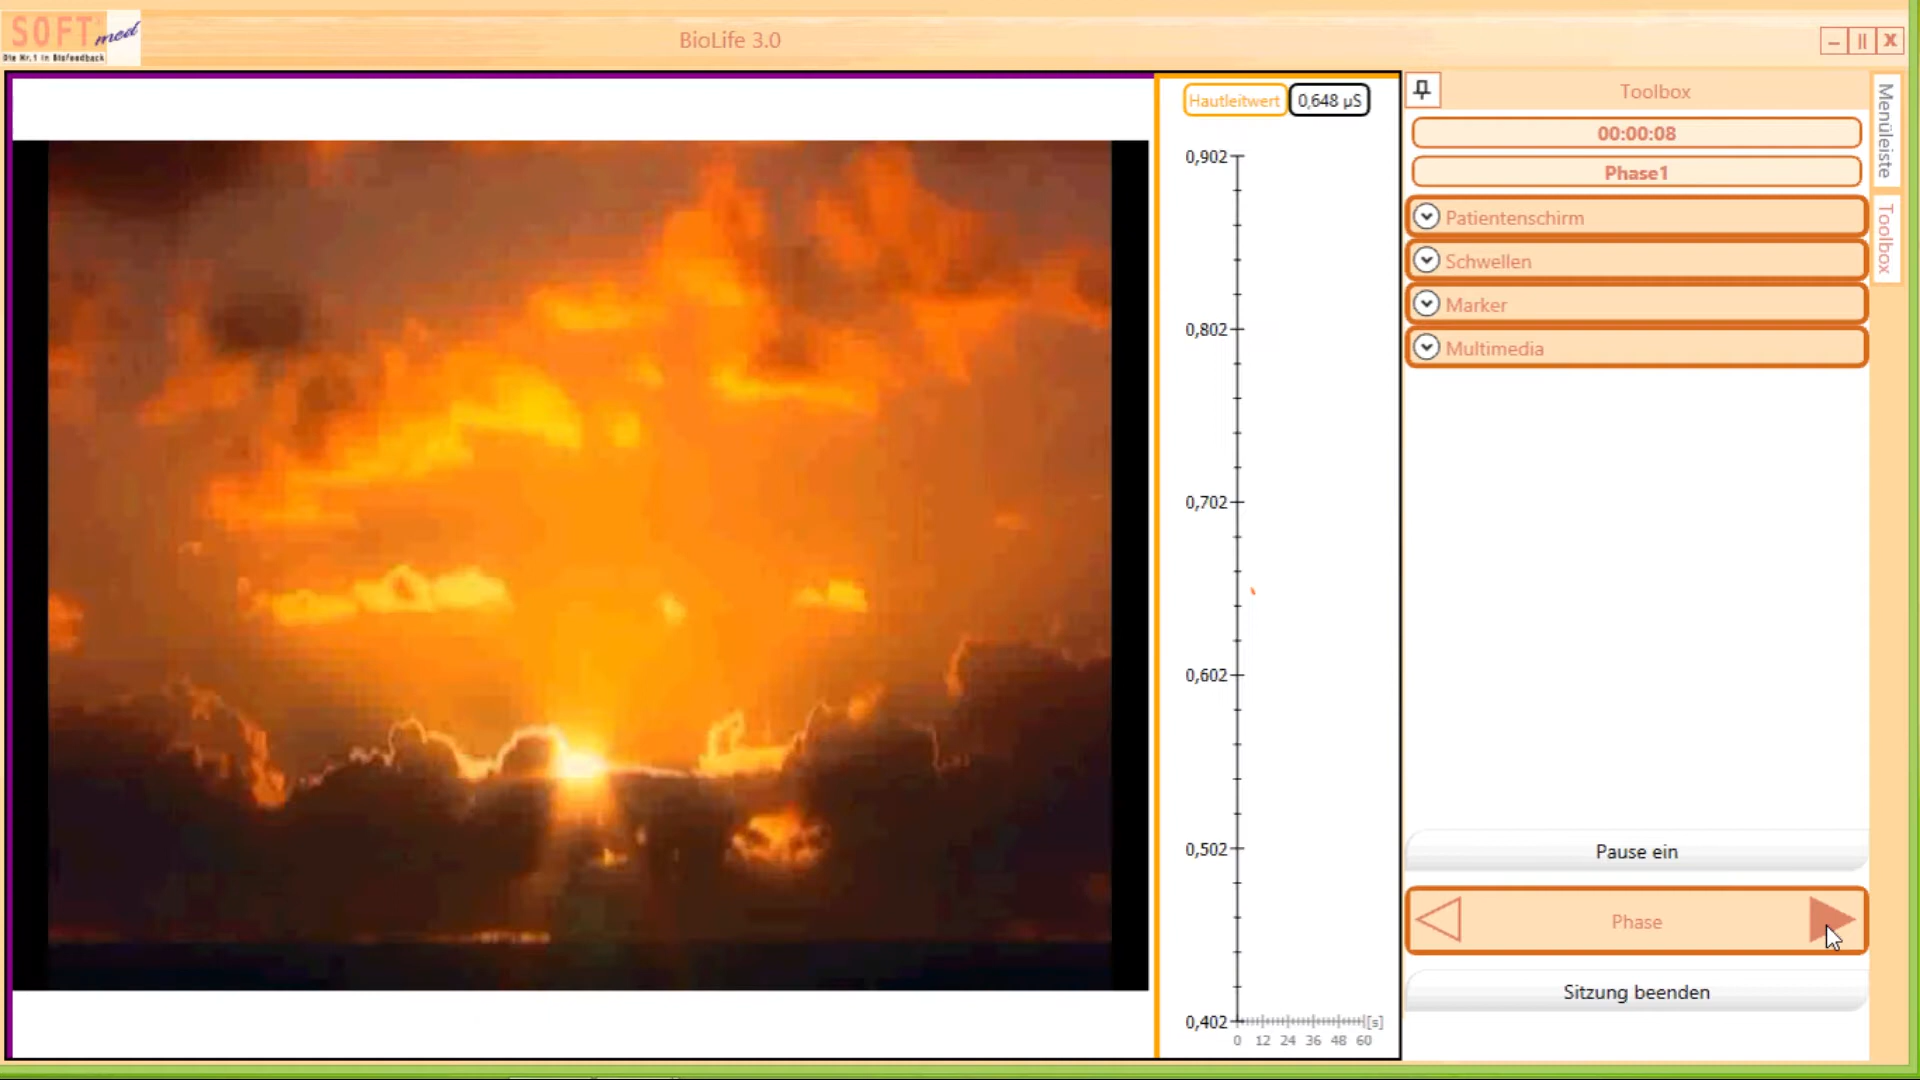 SOFTmed
Die Nr.1 in Biofeedback
BioLife 3.0
Hautleitwert 0,648 µS
0,902
0,802
0,702
0,602
0,502
0,402
[s]
0 12 24 36 48 60
Toolbox
00:00:08
Phase1
Patientenschirm
Schwellen
Marker
Multimedia
Pause ein
Phase
Sitzung beenden
Menüleiste
Toolbox